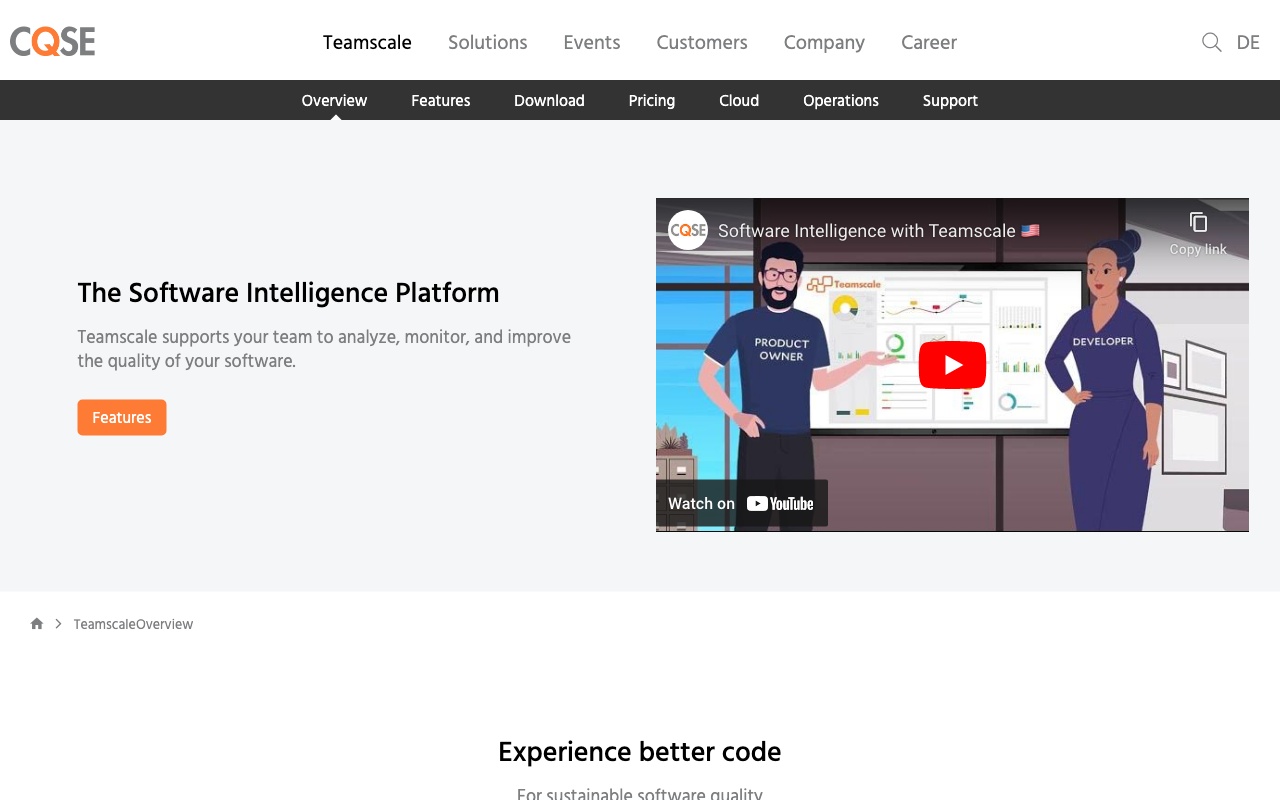 CQSE
Teamscale Solutions Events Customers Company Career
DE
Overview Features Download Pricing Cloud Operations Support
The Software Intelligence Platform
Teamscale supports your team to analyze, monitor, and improve
the quality of your software.
Features
CQSE
Software Intelligence with Teamscale 🇺🇸
Copy link
Teamscale
PRODUCT
OWNER
DEVELOPER
Watch on YouTube
TeamscaleOverview
Experience better code
For sustainable software quality